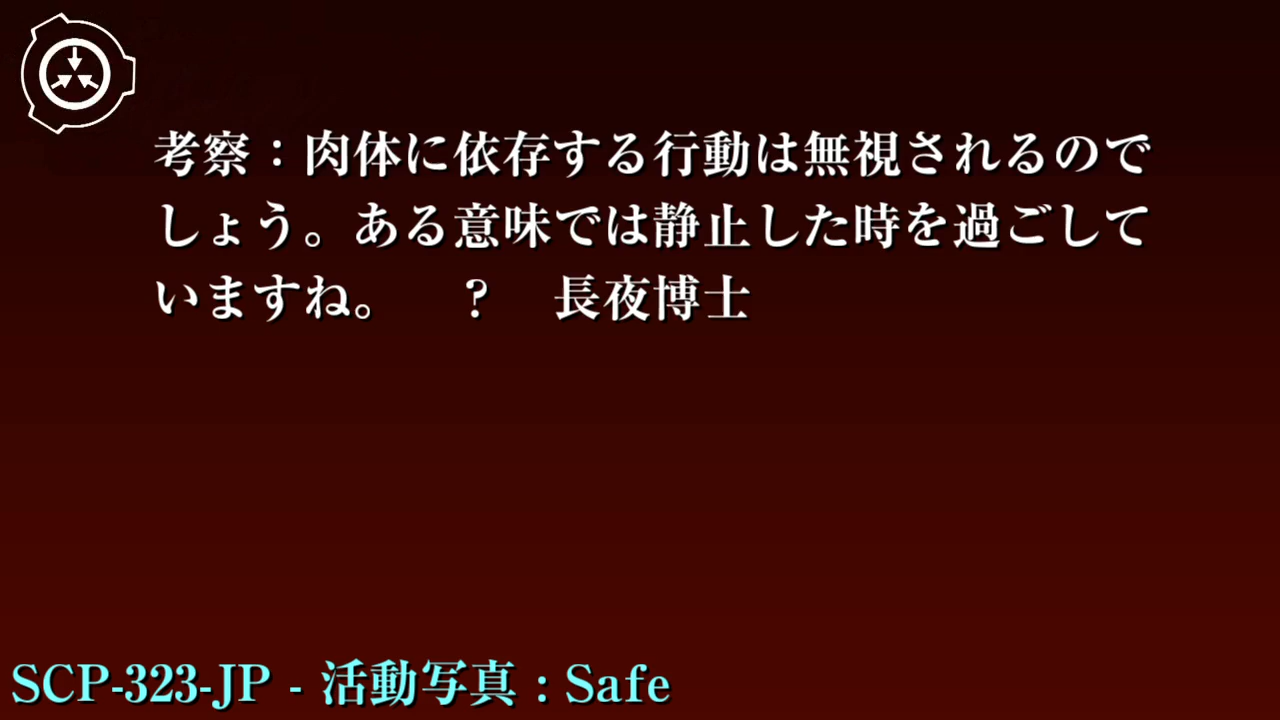 考察：肉体に依存する行動は無視されるので
しょう。ある意味では静止した時を過ごして
いますね。　？　長夜博士
SCP-323-JP - 活動写真 : Safe